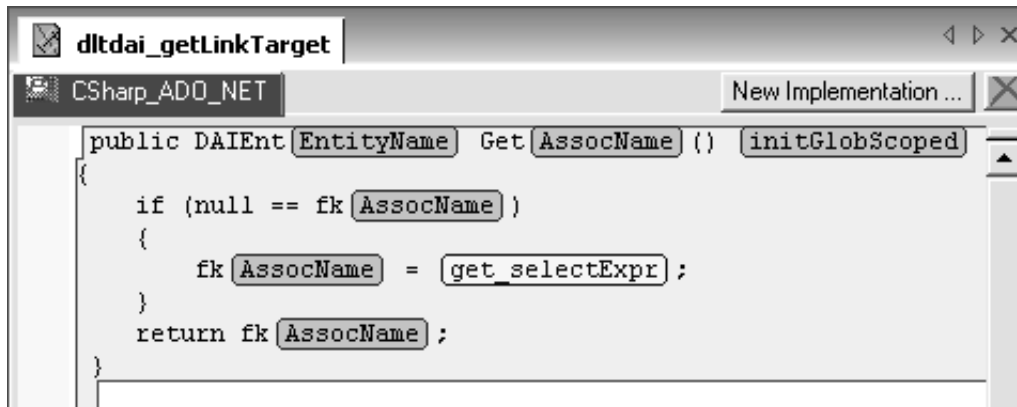 dltdai_getLinkTarget
CSharp_ADO_NET New Implementation ...
public DAIEnt EntityName Get AssocName () initGlobScoped
{
if (null == fk AssocName )
{
fk AssocName = get_selectExpr ;
}
return fk AssocName ;
}